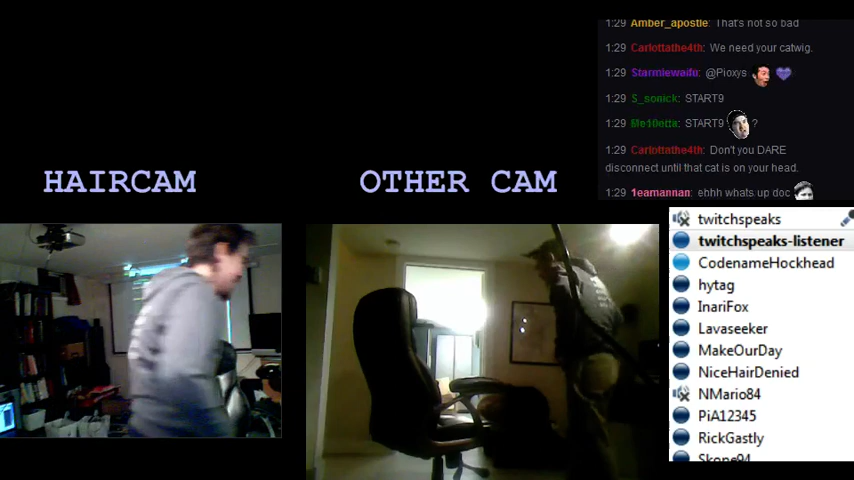 HAIRCAM
OTHER CAM
1:29 Amber_apostle: That's not so bad
1:29 Carlottathe4th: We need your catwig.
1:29 Starmiewaifu: @Pioxys
1:29 S_sonick: START9
1:29 Me10etta: START9 ?
1:29 Carlottathe4th: Don't you DARE
disconnect until that cat is on your head.
1:29 1eamannan: ehhh whats up doc
twitchspeaks
twitchspeaks-listener
CodenameHockhead
hytag
InariFox
Lavaseeker
MakeOurDay
NiceHairDenied
NMario84
PiA12345
RickGastly
Skope94